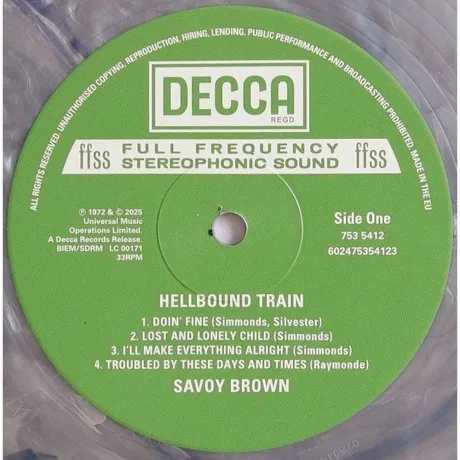 ALL RIGHTS RESERVED. UNAUTHORISED COPYING, REPRODUCTION, HIRING, LENDING, PUBLIC PERFORMANCE AND BROADCASTING PROHIBITED. MADE IN THE EU
DECCA
REGD
ffss FULL FREQUENCY STEREOPHONIC SOUND ffss
℗ 1972 & © 2025
Universal Music
Operations Limited.
A Decca Records Release.
BIEM/SDRM LC 00171
33RPM
Side One
753 5412
602475354123
HELLBOUND TRAIN
1. DOIN' FINE (Simmonds, Silvester)
2. LOST AND LONELY CHILD (Simmonds)
3. I'LL MAKE EVERYTHING ALRIGHT (Simmonds)
4. TROUBLED BY THESE DAYS AND TIMES (Raymonde)
SAVOY BROWN